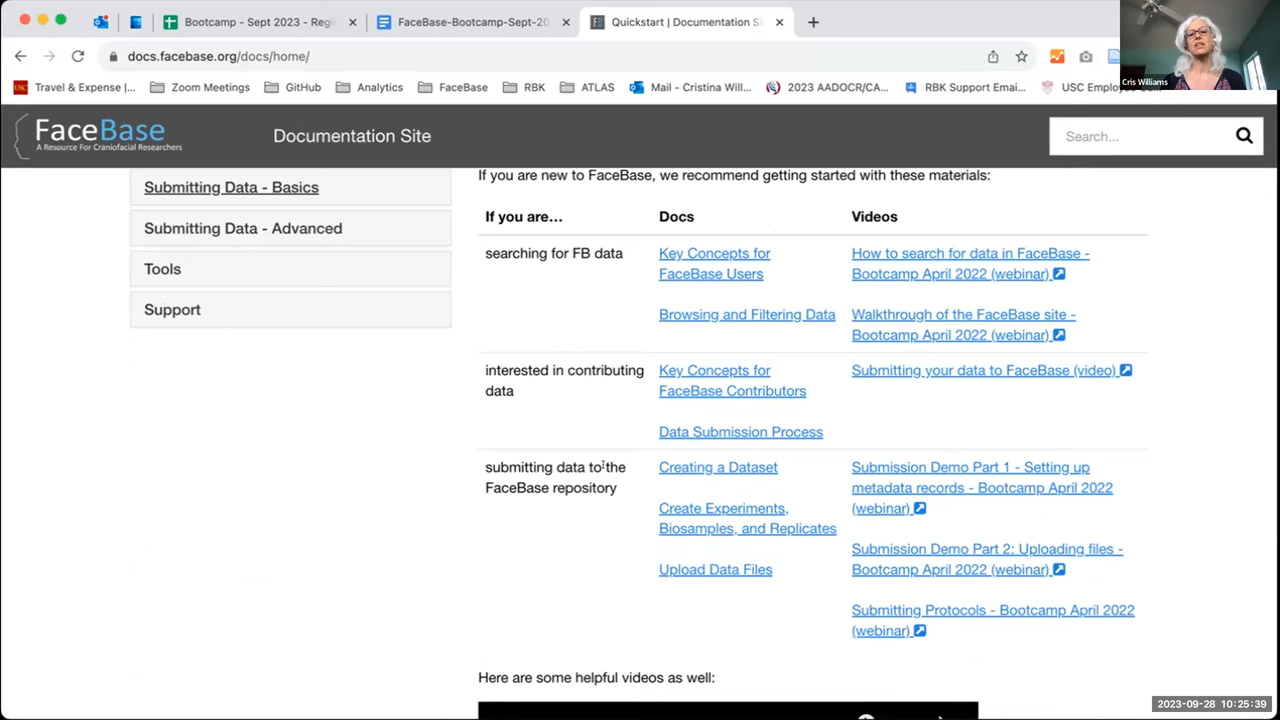 Bootcamp - Sept 2023 - Regi
FaceBase-Bootcamp-Sept-20
Quickstart | Documentation Si
docs.facebase.org/docs/home/
Travel & Expense |...
Zoom Meetings
GitHub
Analytics
FaceBase
RBK
ATLAS
Mail - Cristina Will...
2023 AADOCR/CA...
RBK Support Emai...
USC Employee
Cris Williams
FaceBase
A Resource For Craniofacial Researchers
Documentation Site
Search...
Submitting Data - Basics
Submitting Data - Advanced
Tools
Support
If you are new to FaceBase, we recommend getting started with these materials:
If you are… Docs Videos
searching for FB data
Key Concepts for
FaceBase Users
Browsing and Filtering Data
How to search for data in FaceBase -
Bootcamp April 2022 (webinar)
Walkthrough of the FaceBase site -
Bootcamp April 2022 (webinar)
interested in contributing
data
Key Concepts for
FaceBase Contributors
Data Submission Process
Submitting your data to FaceBase (video)
submitting data to the
FaceBase repository
Creating a Dataset
Create Experiments,
Biosamples, and Replicates
Upload Data Files
Submission Demo Part 1 - Setting up
metadata records - Bootcamp April 2022
(webinar)
Submission Demo Part 2: Uploading files -
Bootcamp April 2022 (webinar)
Submitting Protocols - Bootcamp April 2022
(webinar)
Here are some helpful videos as well:
2023-09-28 10:25:39